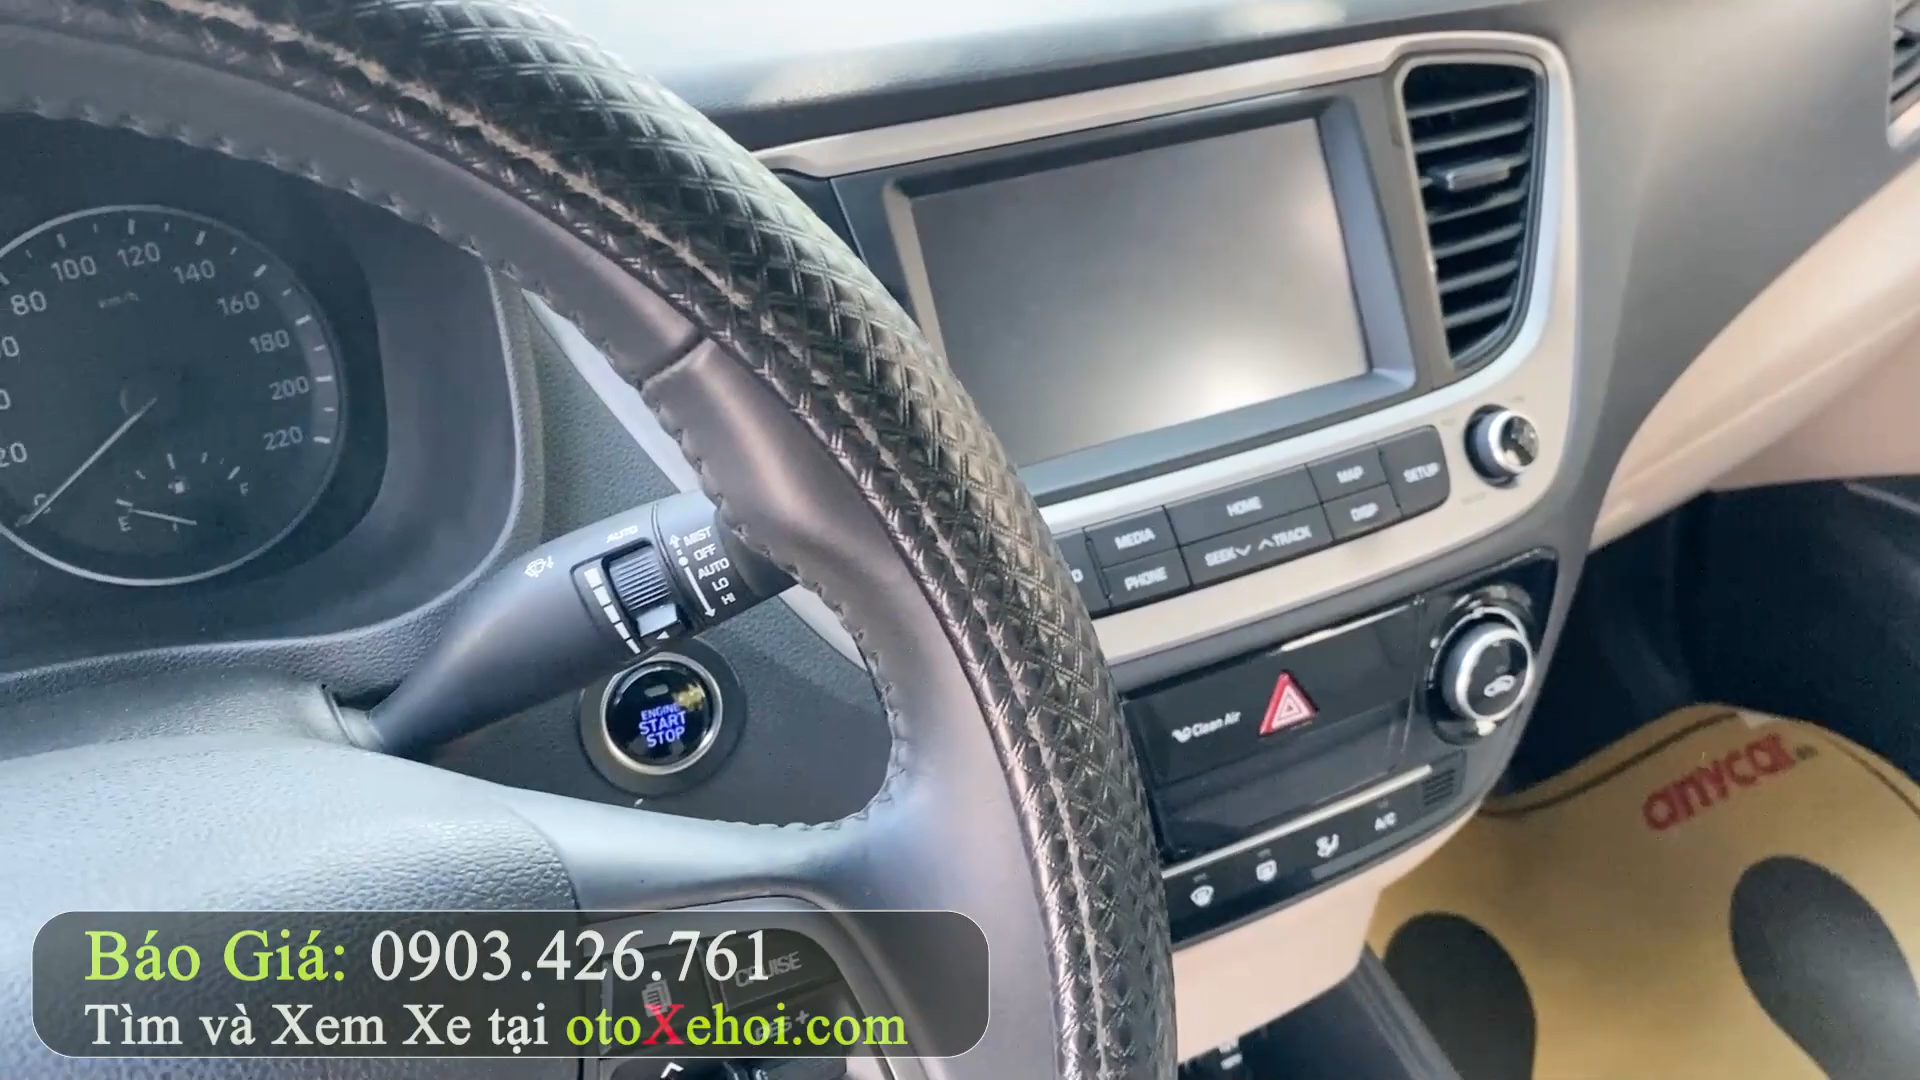 80
100
120
140
160
180
200
220
km/h
20
C
E
F
AUTO
MIST
OFF
AUTO
LO
HI
ENGINE
START
STOP
MEDIA
HOME
MAP
SETUP
PHONE
SEEK
TRACK
DISP
Clean Air
A/C
anycar
CRUISE
Báo Giá: 0903.426.761
Tìm và Xem Xe tại otoXehoi.com